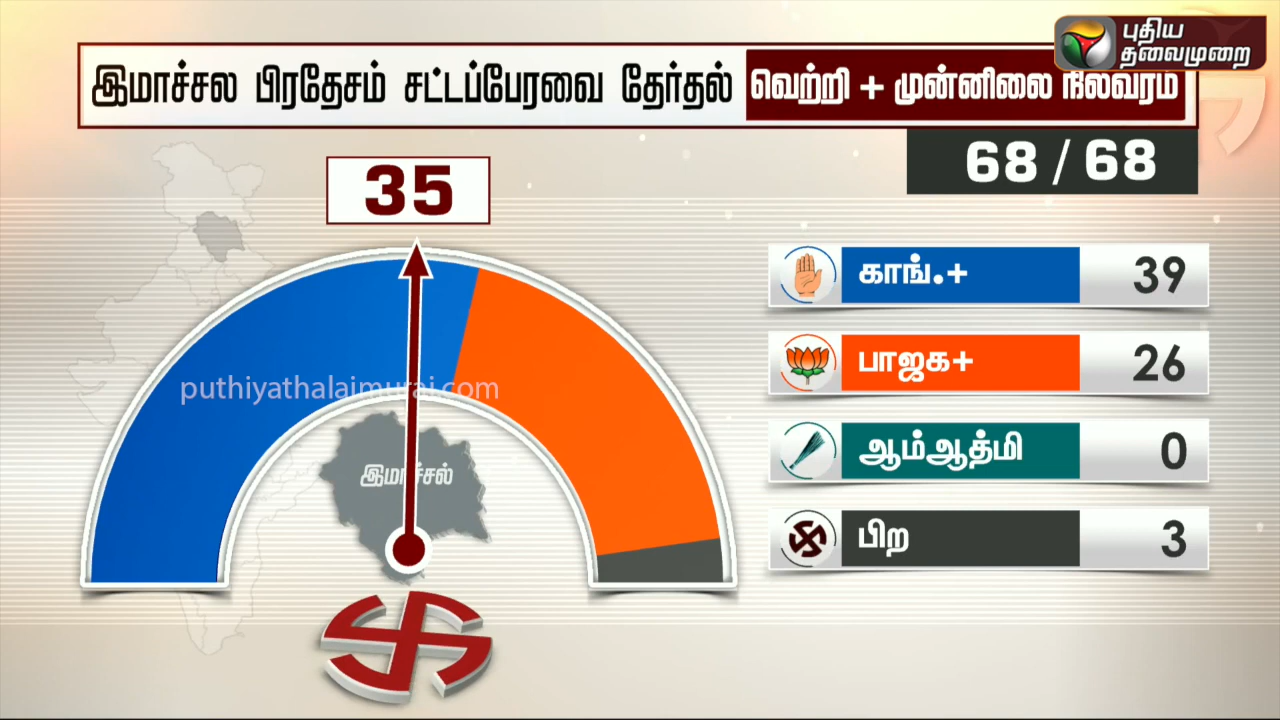 புதிய
தலைமுறை
இமாச்சல பிரதேசம் சட்டப்பேரவை தேர்தல் வெற்றி + முன்னிலை நிலவரம்
68 / 68
35
காங்.+ 39
பாஜக+ 26
ஆம்ஆத்மி 0
பிற 3
puthiyathalaimurai.com
இமாச்சல்